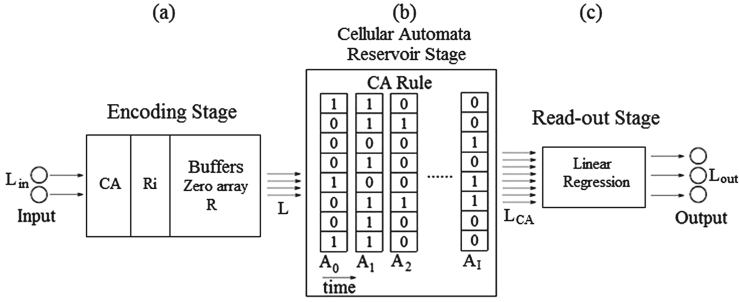 (a) (b) (c)
Cellular Automata
Reservoir Stage
Encoding Stage
Read-out Stage
L in
Input
CA Ri Buffers
Zero array
R
L
CA Rule
1 1 0 0
0 1 1 0
0 0 0 1
0 1 0 0
1 0 0 1
0 1 1 1
0 1 0 0
1 1 0 0
......
A0 A1 A2 AI
time
LCA
Linear
Regression
Lout
Output